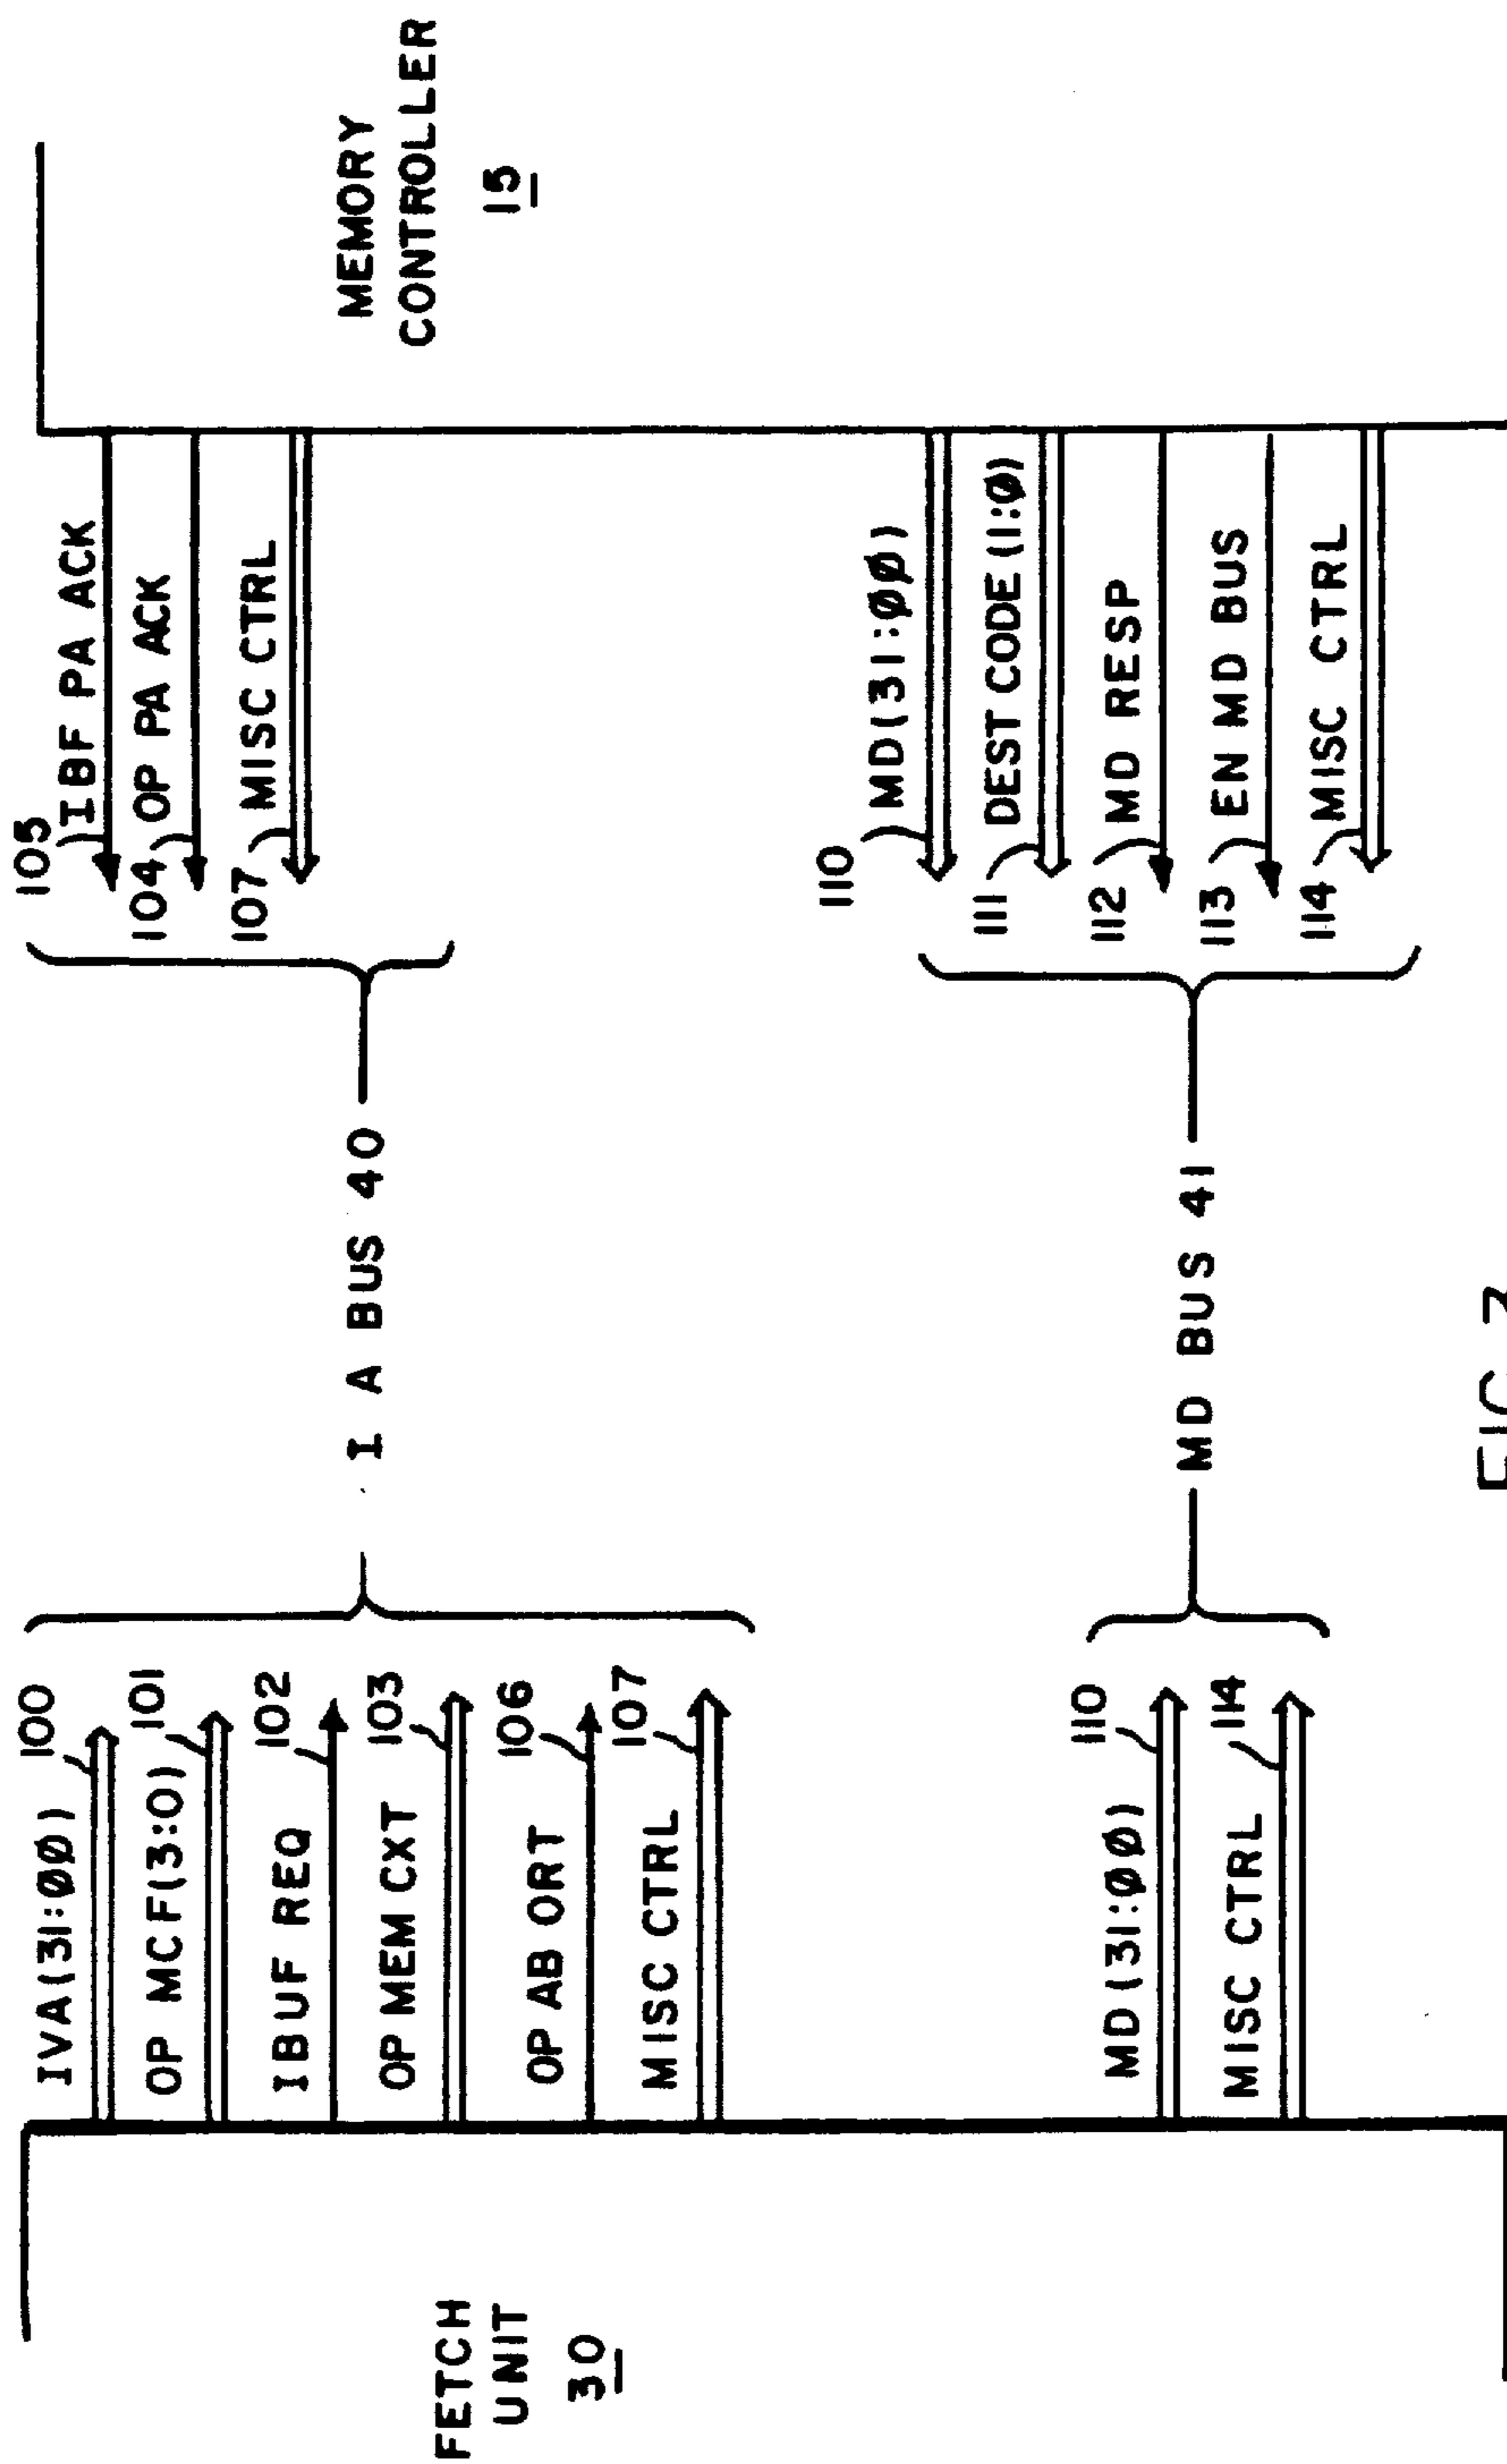 FETCH
UNIT
30
IVA(31:ØØ)
100
OP MCF(3:0)
101
IBUF REQ
102
OP MEM CXT
103
OP AB ORT
106
MISC CTRL
107
MD(31:ØØ)
110
MISC CTRL
114
I A BUS 40
MD BUS 41
105
IBF PA ACK
104
OP PA ACK
107
MISC CTRL
110
MD(31:ØØ)
111
DEST CODE(1:Ø)
112
MD RESP
113
EN MD BUS
114
MISC CTRL
MEMORY
CONTROLLER
15